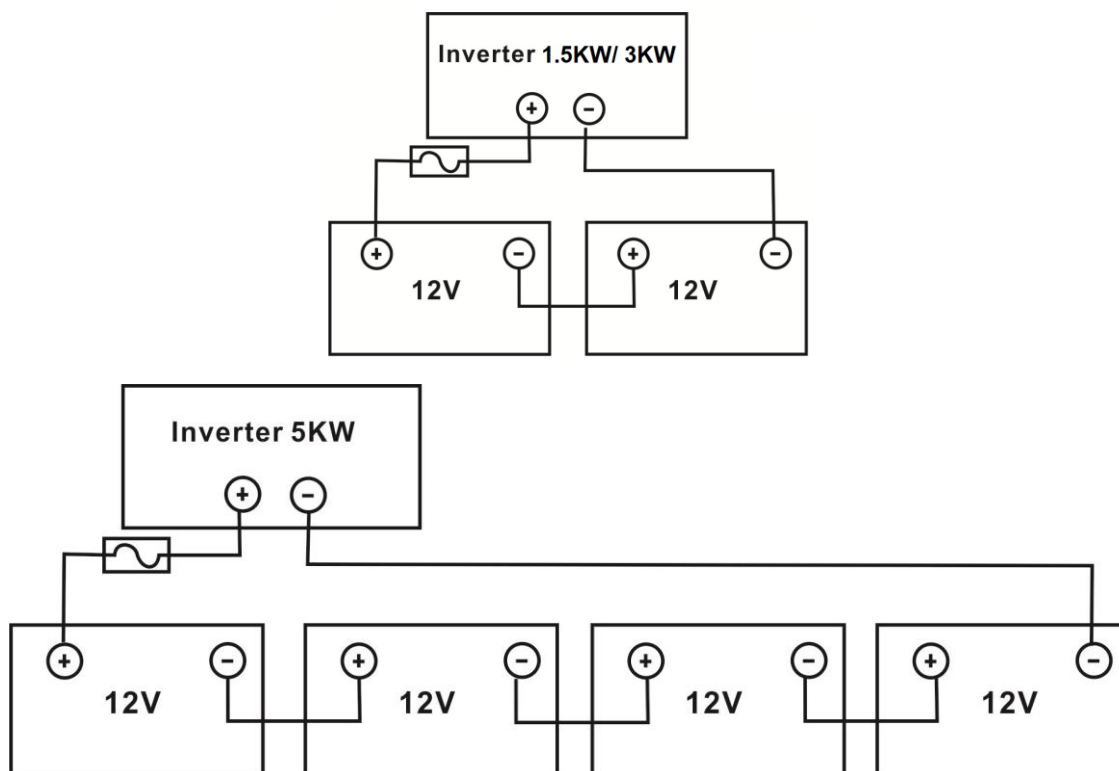 Inverter 1.5KW/ 3KW
+ -
+ - + -
12V 12V
Inverter 5KW
+ -
+ - + - + - + -
12V 12V 12V 12V